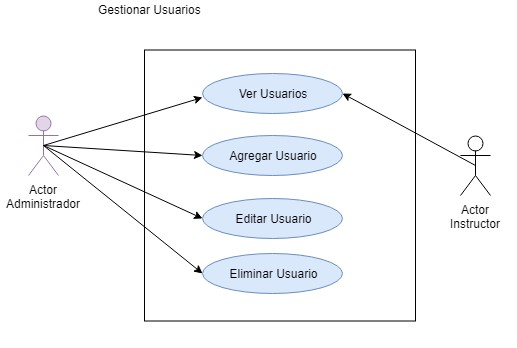 Gestionar Usuarios
Ver Usuarios
Agregar Usuario
Editar Usuario
Eliminar Usuario
Actor
Administrador
Actor
Instructor